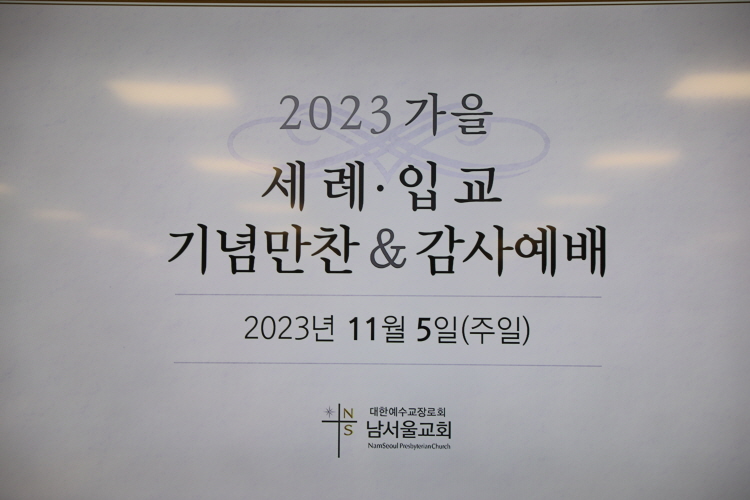 2023 가을
세 례 · 입 교
기념만찬 & 감사예배
2023년 11월 5일(주일)
N
S
대한예수교장로회
남서울교회
NamSeoul Presbyterian Church